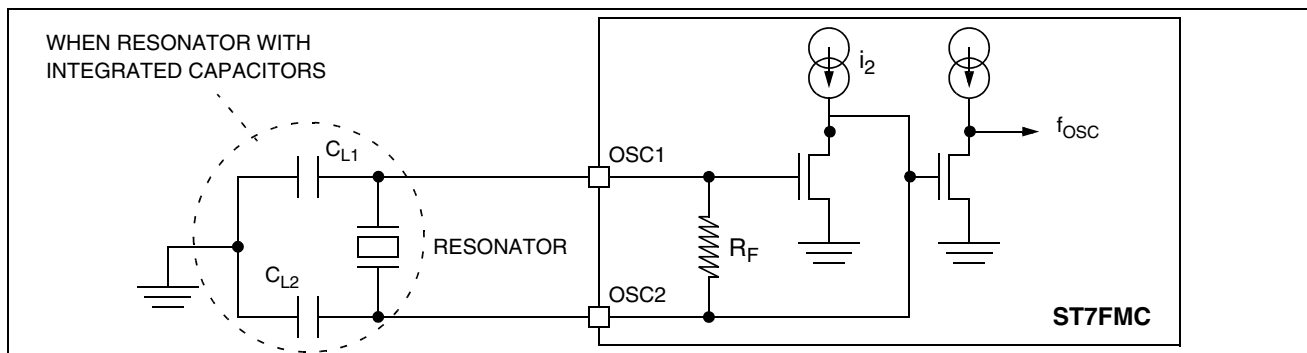 WHEN RESONATOR WITH
INTEGRATED CAPACITORS
i2
fOSC
CL1
OSC1
RESONATOR
RF
CL2
OSC2
ST7FMC